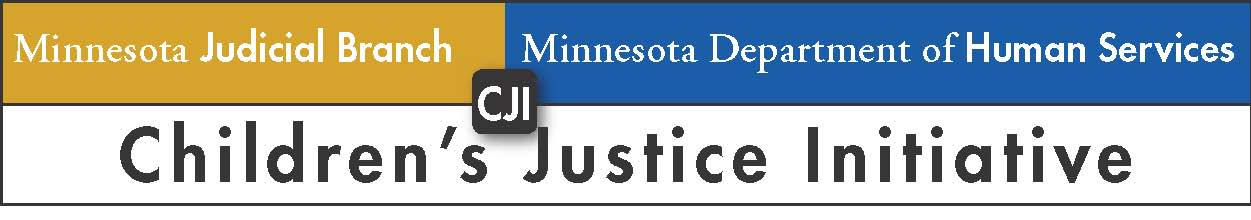 Minnesota Judicial Branch
Minnesota Department of Human Services
CJI
Children's Justice Initiative